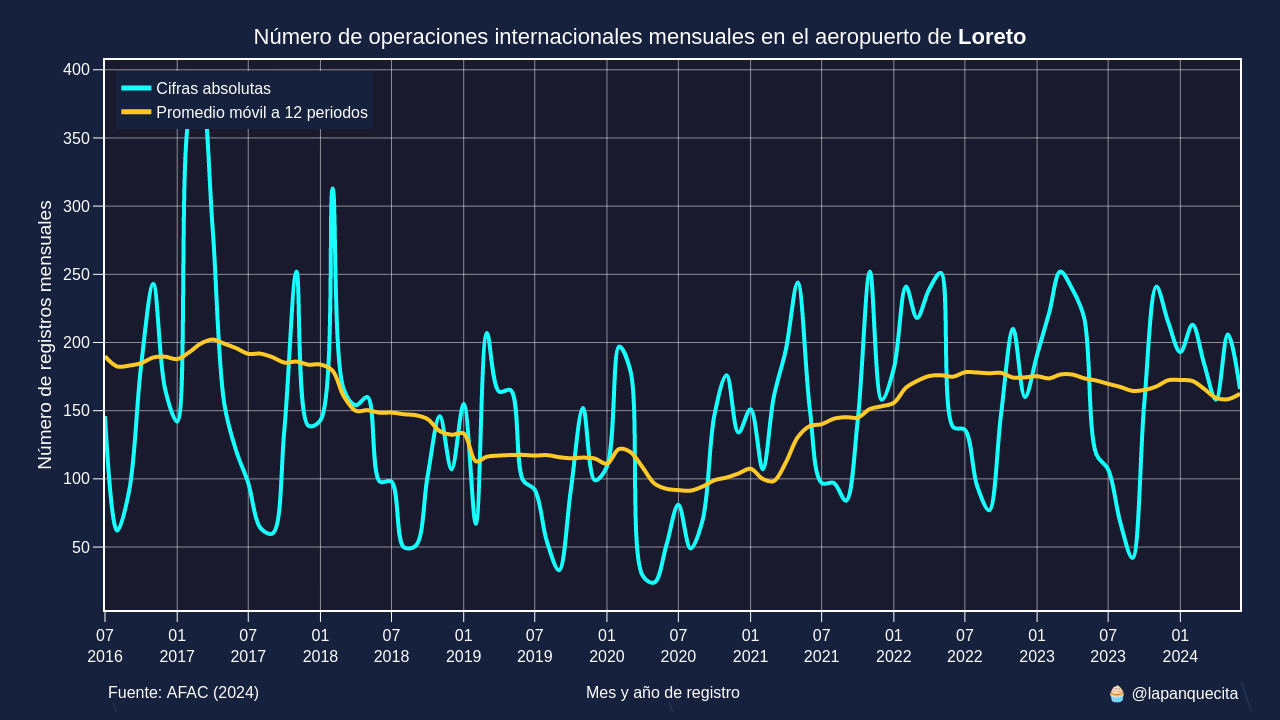 Número de operaciones internacionales mensuales en el aeropuerto de Loreto
Cifras absolutas
Promedio móvil a 12 periodos
Número de registros mensuales
400
350
300
250
200
150
100
50
07 01 07 01 07 01 07 01 07 01 07 01 07 01 07 01
2016 2017 2017 2018 2018 2019 2019 2020 2020 2021 2021 2022 2022 2023 2023 2024
Fuente: AFAC (2024)
Mes y año de registro
🧁 @lapanquecita